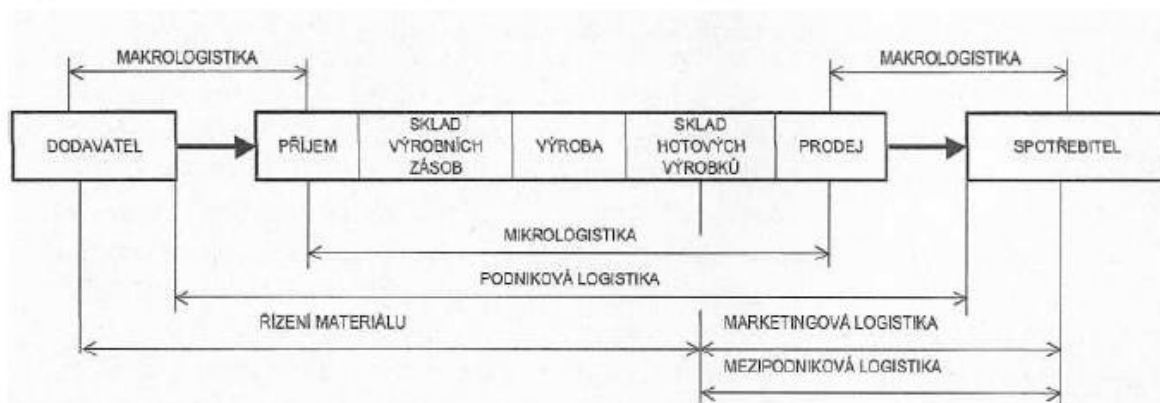 MAKROLOGISTIKA
MAKROLOGISTIKA
DODAVATEL
PŘÍJEM
SKLAD
VÝROBNÍCH
ZÁSOB
VÝROBA
SKLAD
HOTOVÝCH
VÝROBKŮ
PRODEJ
SPOTŘEBITEL
MIKROLOGISTIKA
PODNIKOVÁ LOGISTIKA
ŘÍZENÍ MATERIÁLU
MARKETINGOVÁ LOGISTIKA
MEZIPODNIKOVÁ LOGISTIKA